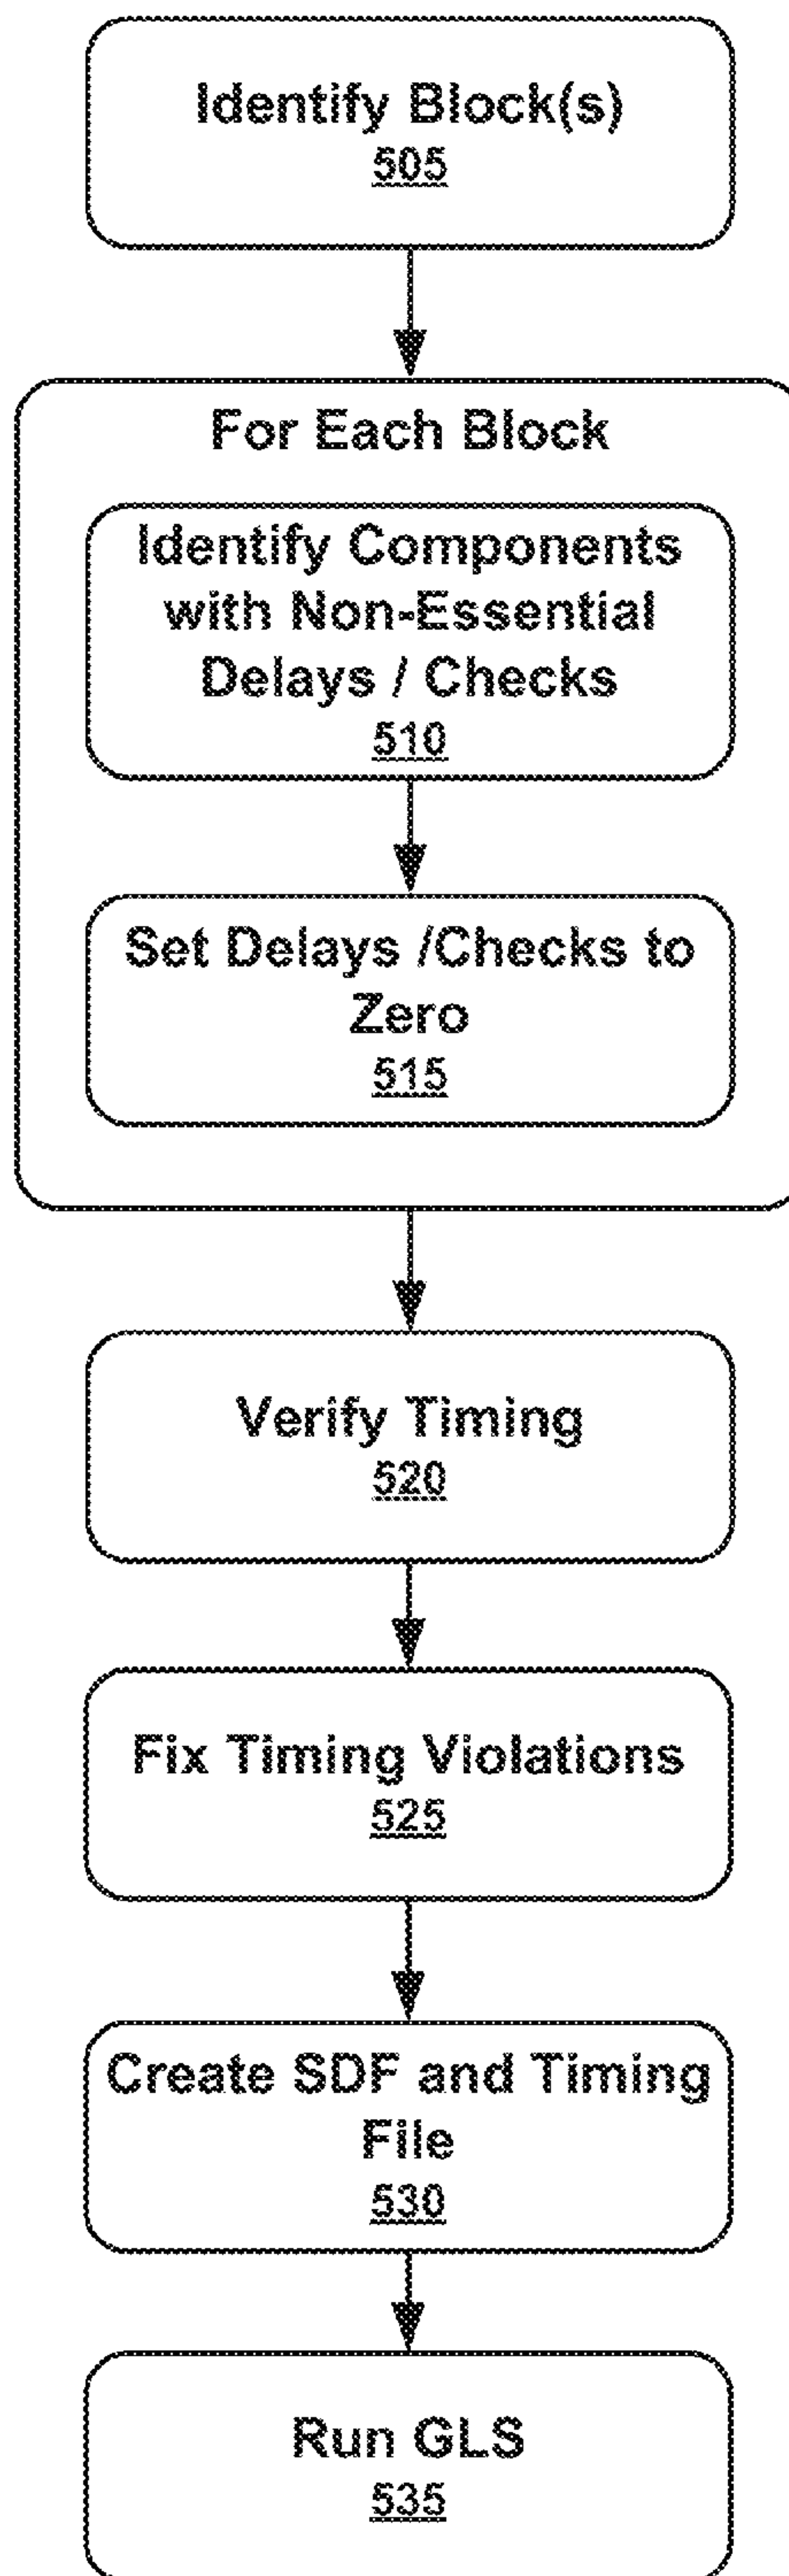 Identify Block(s)
505
For Each Block
Identify Components
with Non-Essential
Delays / Checks
510
Set Delays /Checks to
Zero
515
Verify Timing
520
Fix Timing Violations
525
Create SDF and Timing
File
530
Run GLS
535